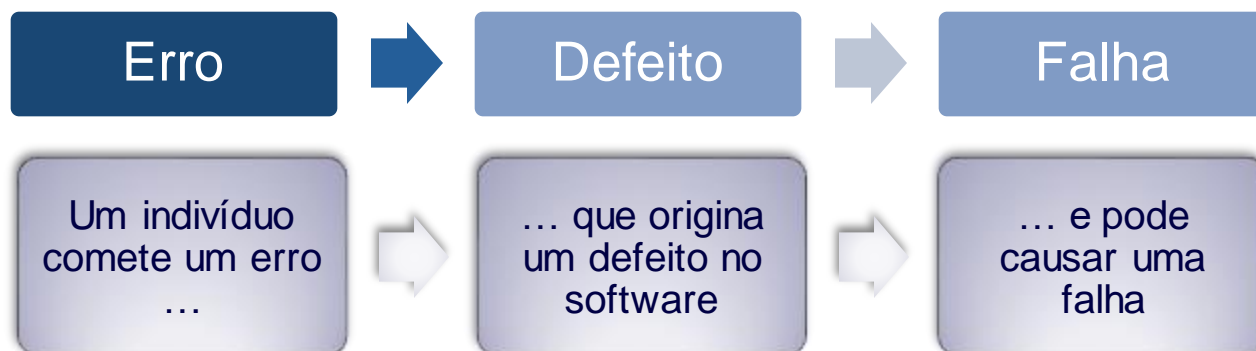 Erro
Defeito
Falha
Um indivíduo
comete um erro
…
… que origina
um defeito no
software
… e pode
causar uma
falha